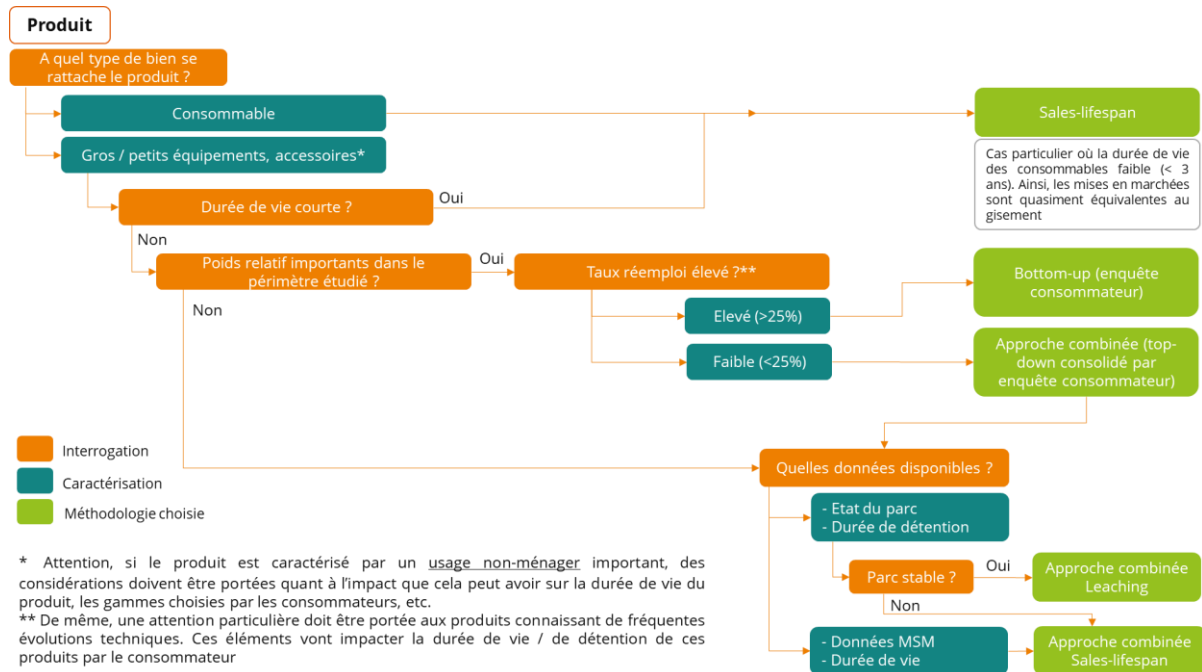 Produit
A quel type de bien se
rattache le produit ?
Consommable
Sales-lifespan
Gros / petits équipements, accessoires*
Cas particulier où la durée de vie
des consommables faible (< 3
ans). Ainsi, les mises en marchées
sont quasiment équivalentes au
gisement
Durée de vie courte ?
Oui
Non
Poids relatif importants dans le
périmètre étudié ?
Oui
Taux réemploi élevé ?**
Bottom-up (enquête
consommateur)
Non
Elevé (>25%)
Faible (<25%)
Approche combinée (top-
down consolidé par
enquête consommateur)
Interrogation
Caractérisation
Méthodologie choisie
Quelles données disponibles ?
- Etat du parc
- Durée de détention
Parc stable ?
Oui
Approche combinée
Leaching
Non
- Données MSM
- Durée de vie
Approche combinée
Sales-lifespan
* Attention, si le produit est caractérisé par un usage non-ménager important, des
considérations doivent être portées quant à l'impact que cela peut avoir sur la durée de vie du
produit, les gammes choisies par les consommateurs, etc.
** De même, une attention particulière doit être portée aux produits connaissant de fréquentes
évolutions techniques. Ces éléments vont impacter la durée de vie / de détention de ces
produits par le consommateur